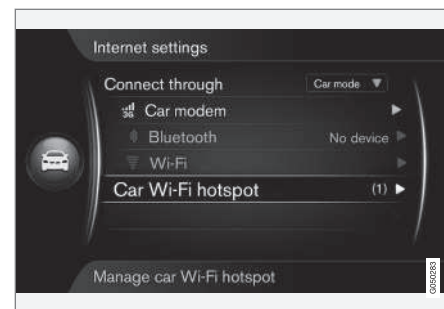 Internet settings
Connect through Car mode ▼
3G Car modem
Bluetooth No device
Wi-Fi
Car Wi-Fi hotspot (1)
Manage car Wi-Fi hotspot
G050283